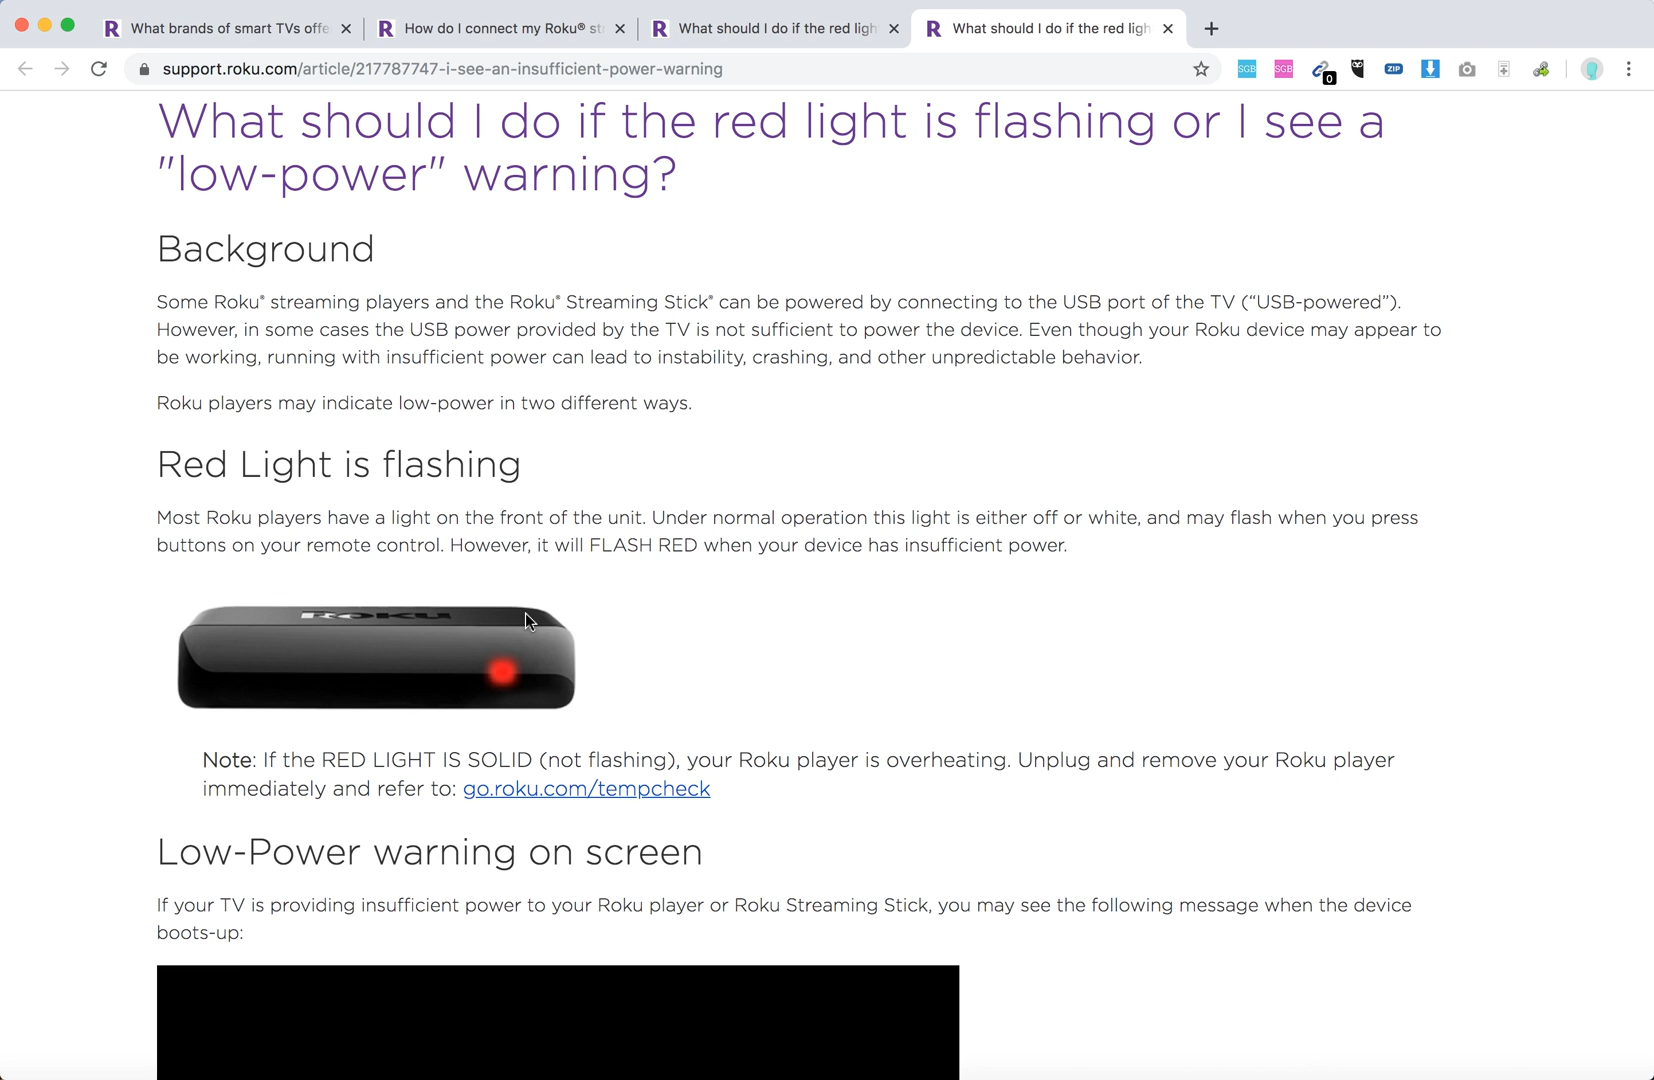 What brands of smart TVs offe
How do I connect my Roku® st
What should I do if the red ligh
What should I do if the red ligh
support.roku.com/article/217787747-i-see-an-insufficient-power-warning
SGB
SGB
0
ZIP
What should I do if the red light is flashing or I see a
"low-power" warning?
Background
Some Roku® streaming players and the Roku® Streaming Stick® can be powered by connecting to the USB port of the TV (“USB-powered”).
However, in some cases the USB power provided by the TV is not sufficient to power the device. Even though your Roku device may appear to
be working, running with insufficient power can lead to instability, crashing, and other unpredictable behavior.
Roku players may indicate low-power in two different ways.
Red Light is flashing
Most Roku players have a light on the front of the unit. Under normal operation this light is either off or white, and may flash when you press
buttons on your remote control. However, it will FLASH RED when your device has insufficient power.
ROKU
Note: If the RED LIGHT IS SOLID (not flashing), your Roku player is overheating. Unplug and remove your Roku player
immediately and refer to: go.roku.com/tempcheck
Low-Power warning on screen
If your TV is providing insufficient power to your Roku player or Roku Streaming Stick, you may see the following message when the device
boots-up: